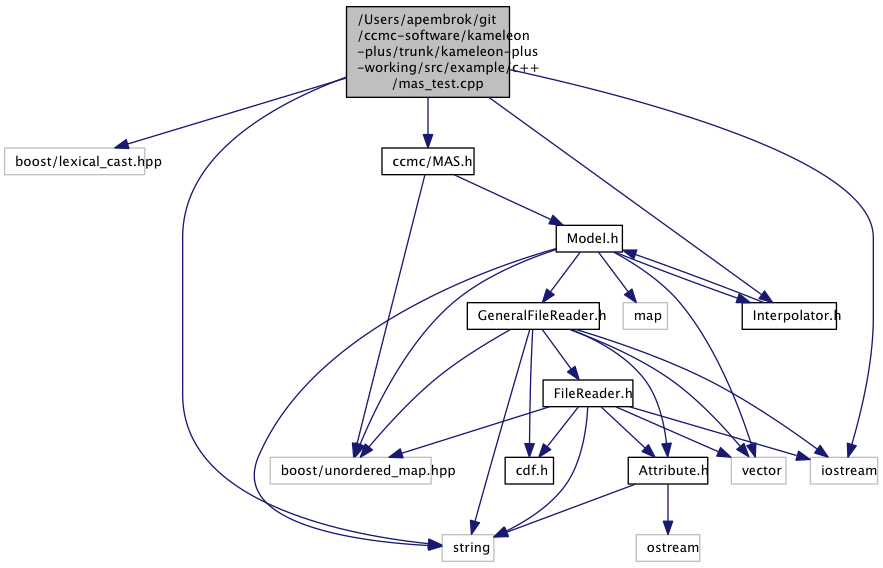 /Users/apembrok/git
/ccmc-software/kameleon
-plus/trunk/kameleon-plus
-working/src/example/c++
/mas_test.cpp
boost/lexical_cast.hpp
ccmc/MAS.h
Model.h
GeneralFileReader.h
map
Interpolator.h
FileReader.h
boost/unordered_map.hpp
cdf.h
Attribute.h
vector
iostream
string
ostream